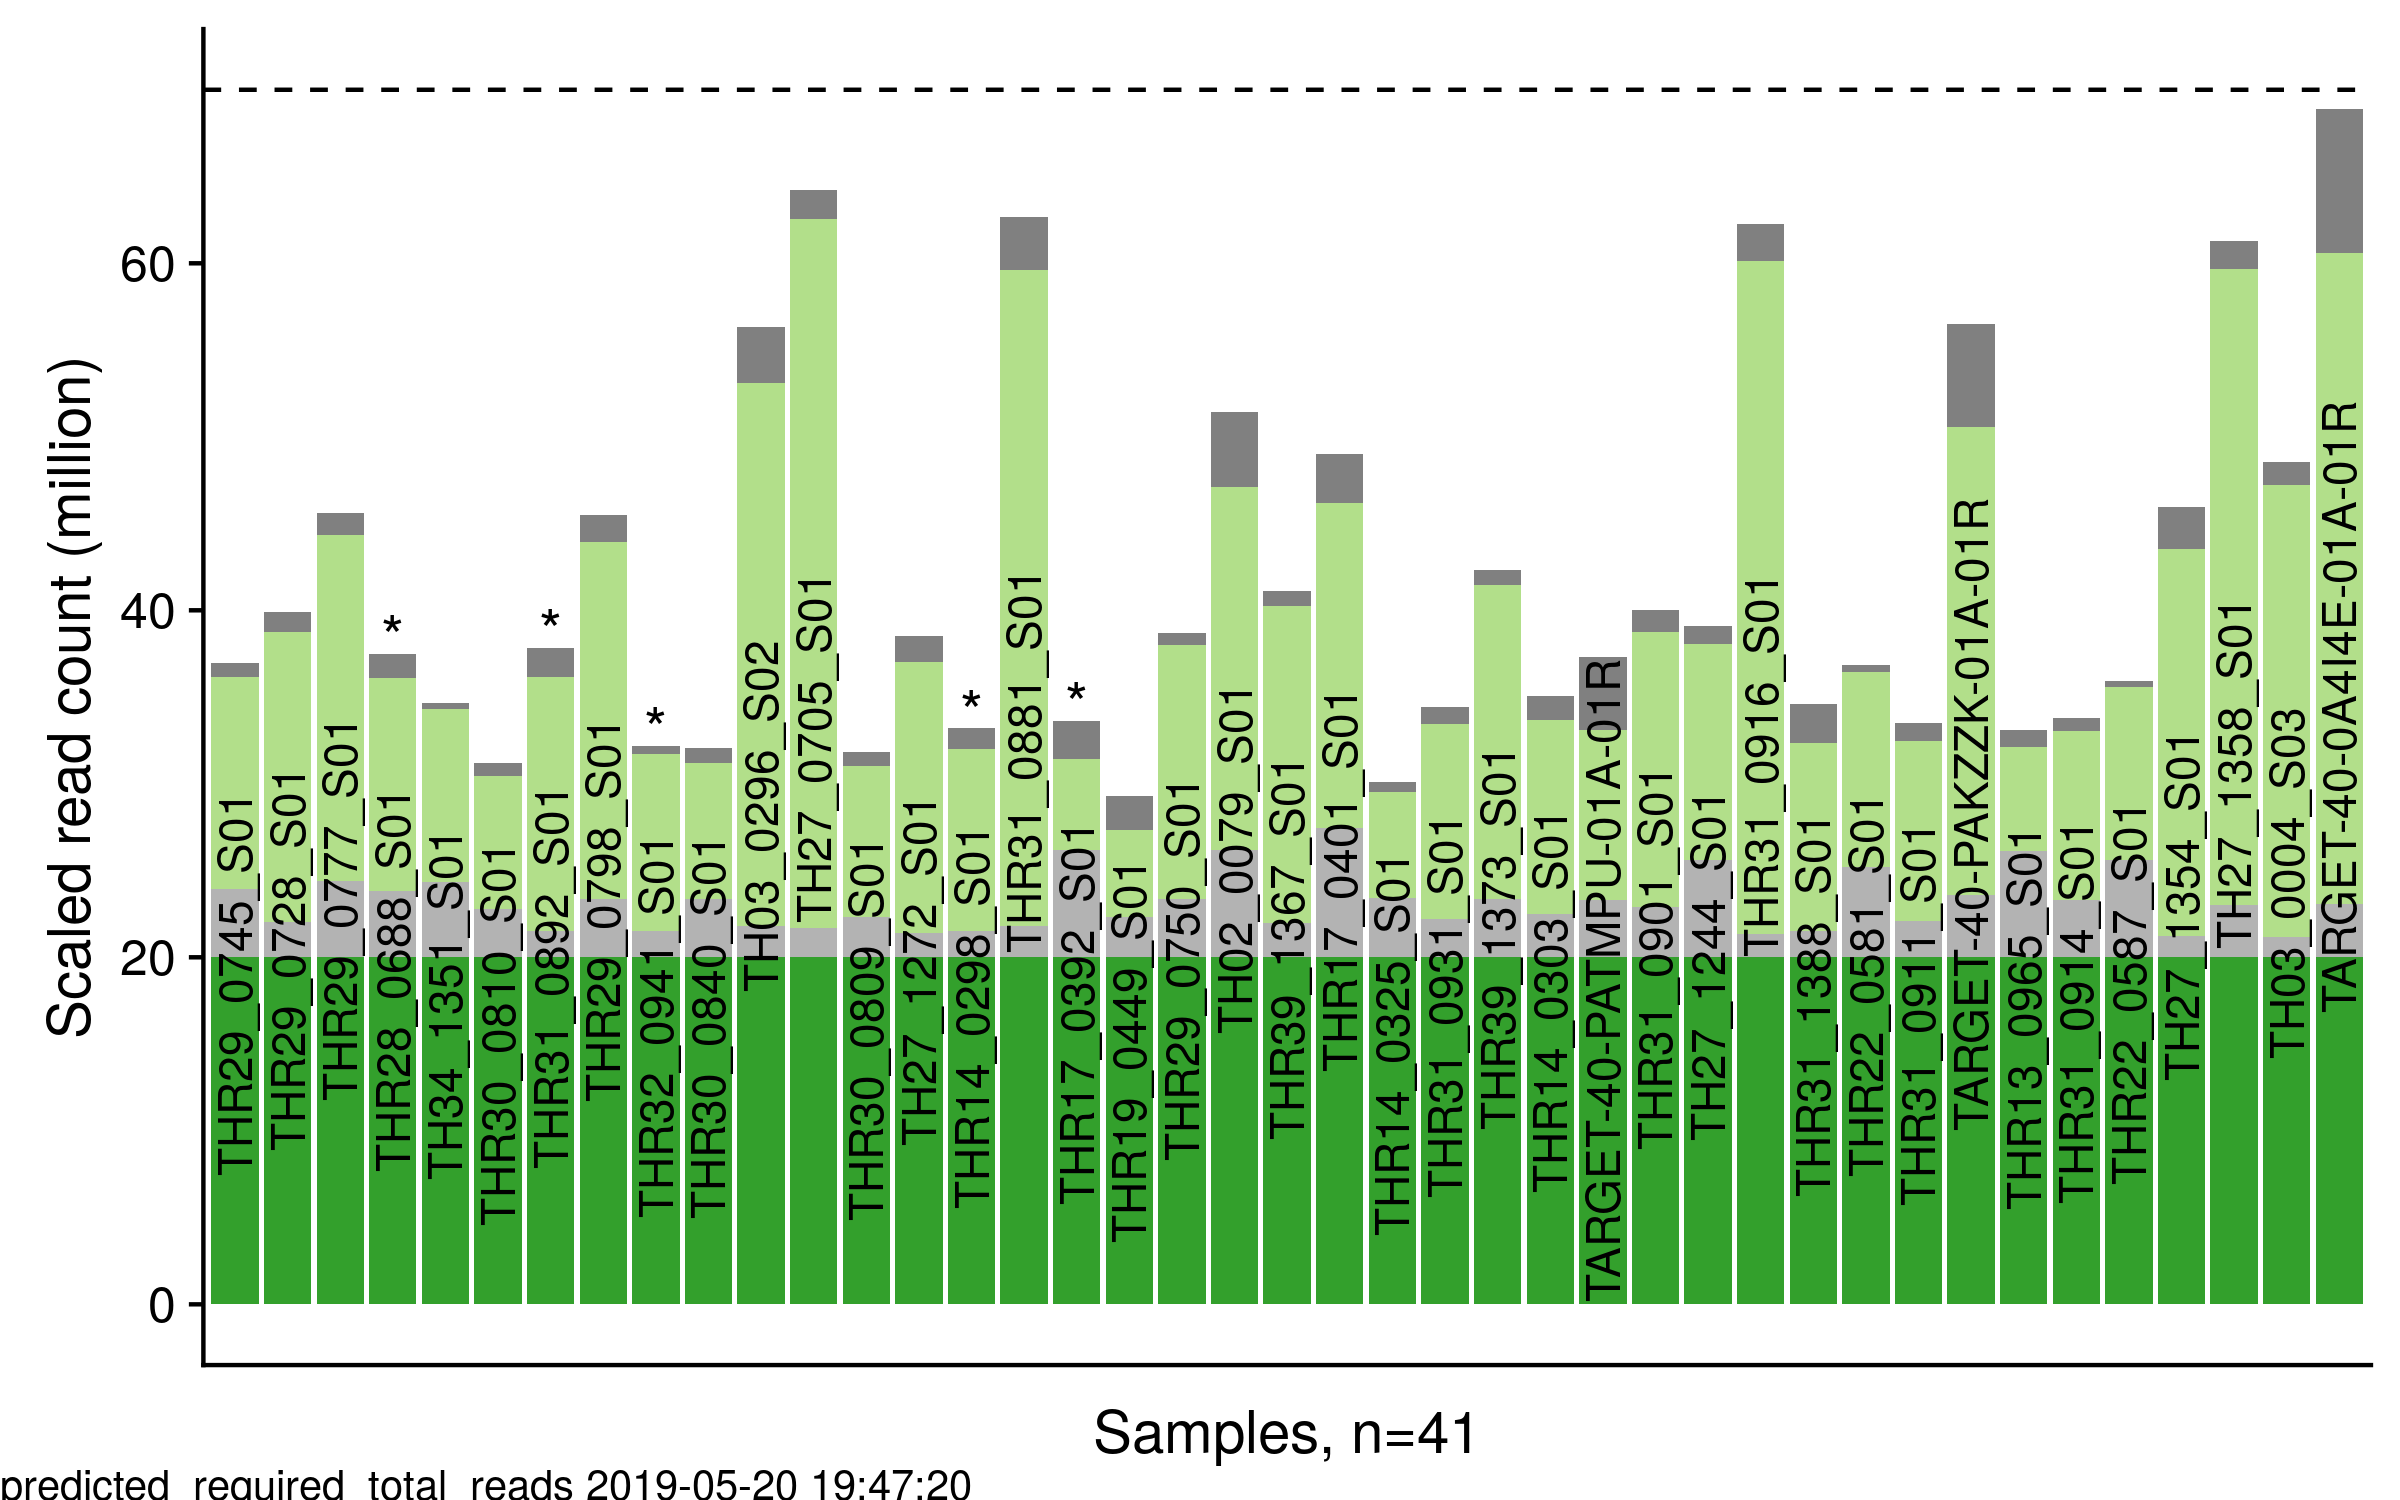 Scaled read count (million)
60
40
20
0
*
*
*
*
*
THR29_0745_S01
THR29_0728_S01
THR29_0777_S01
THR28_0688_S01
TH34_1351_S01
THR30_0810_S01
THR31_0892_S01
THR29_0798_S01
THR32_0941_S01
THR30_0840_S01
TH03_0296_S02
TH27_0705_S01
THR30_0809_S01
TH27_1272_S01
THR14_0298_S01
THR31_0881_S01
THR17_0392_S01
THR19_0449_S01
THR29_0750_S01
TH02_0079_S01
THR39_1367_S01
THR17_0401_S01
THR14_0325_S01
THR31_0931_S01
THR39_1373_S01
THR14_0303_S01
TARGET-40-PATMPU-01A-01R
THR31_0901_S01
TH27_1244_S01
THR31_0916_S01
THR31_1388_S01
THR22_0581_S01
THR31_0911_S01
TARGET-40-PAKZZK-01A-01R
THR13_0965_S01
THR31_0914_S01
THR22_0587_S01
TH27_1354_S01
TH27_1358_S01
TH03_0004_S03
TARGET-40-0A4I4E-01A-01R
Samples, n=41
predicted_required_total_reads 2019-05-20 19:47:20